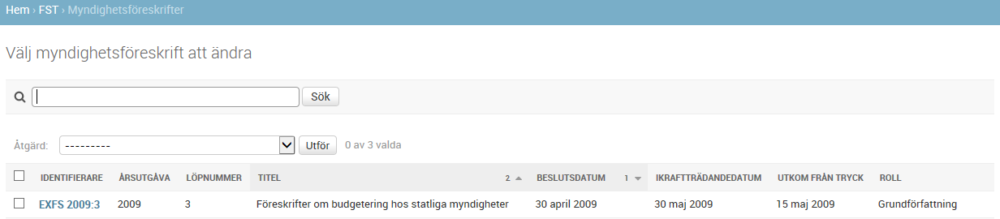 Hem › FST › Myndighetsföreskrifter
Välj myndighetsföreskrift att ändra
Sök
Åtgärd: --------- Utför 0 av 3 valda
IDENTIFIERARE ÅRSUTGÅVA LÖPNUMMER TITEL 2 BESLUTSDATUM 1 IKRAFTTRÄDANDEDATUM UTKOM FRÅN TRYCK ROLL
EXFS 2009:3 2009 3 Föreskrifter om budgetering hos statliga myndigheter 30 april 2009 30 maj 2009 15 maj 2009 Grundförfattning